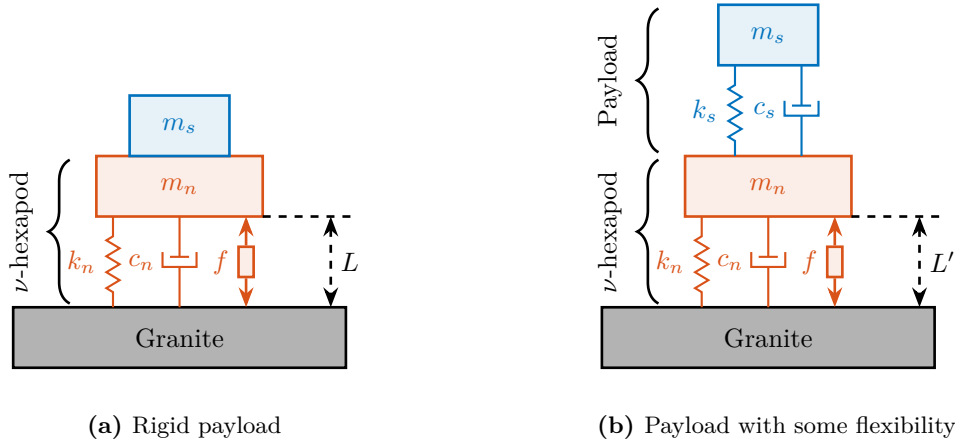 m_s
m_n
ν-hexapod
k_n
c_n
f
L
Granite
(a) Rigid payload
m_s
Payload
k_s
c_s
m_n
ν-hexapod
k_n
c_n
f
L′
Granite
(b) Payload with some flexibility